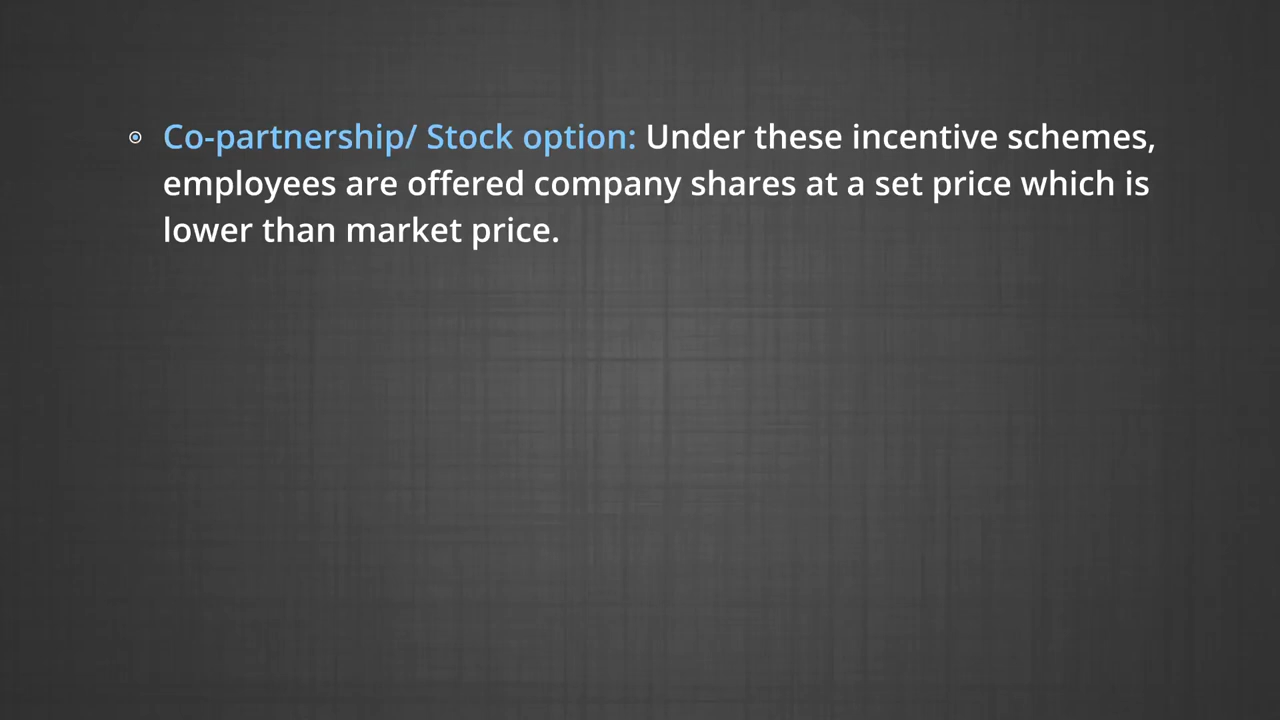 Co-partnership/ Stock option: Under these incentive schemes,
employees are offered company shares at a set price which is
lower than market price.